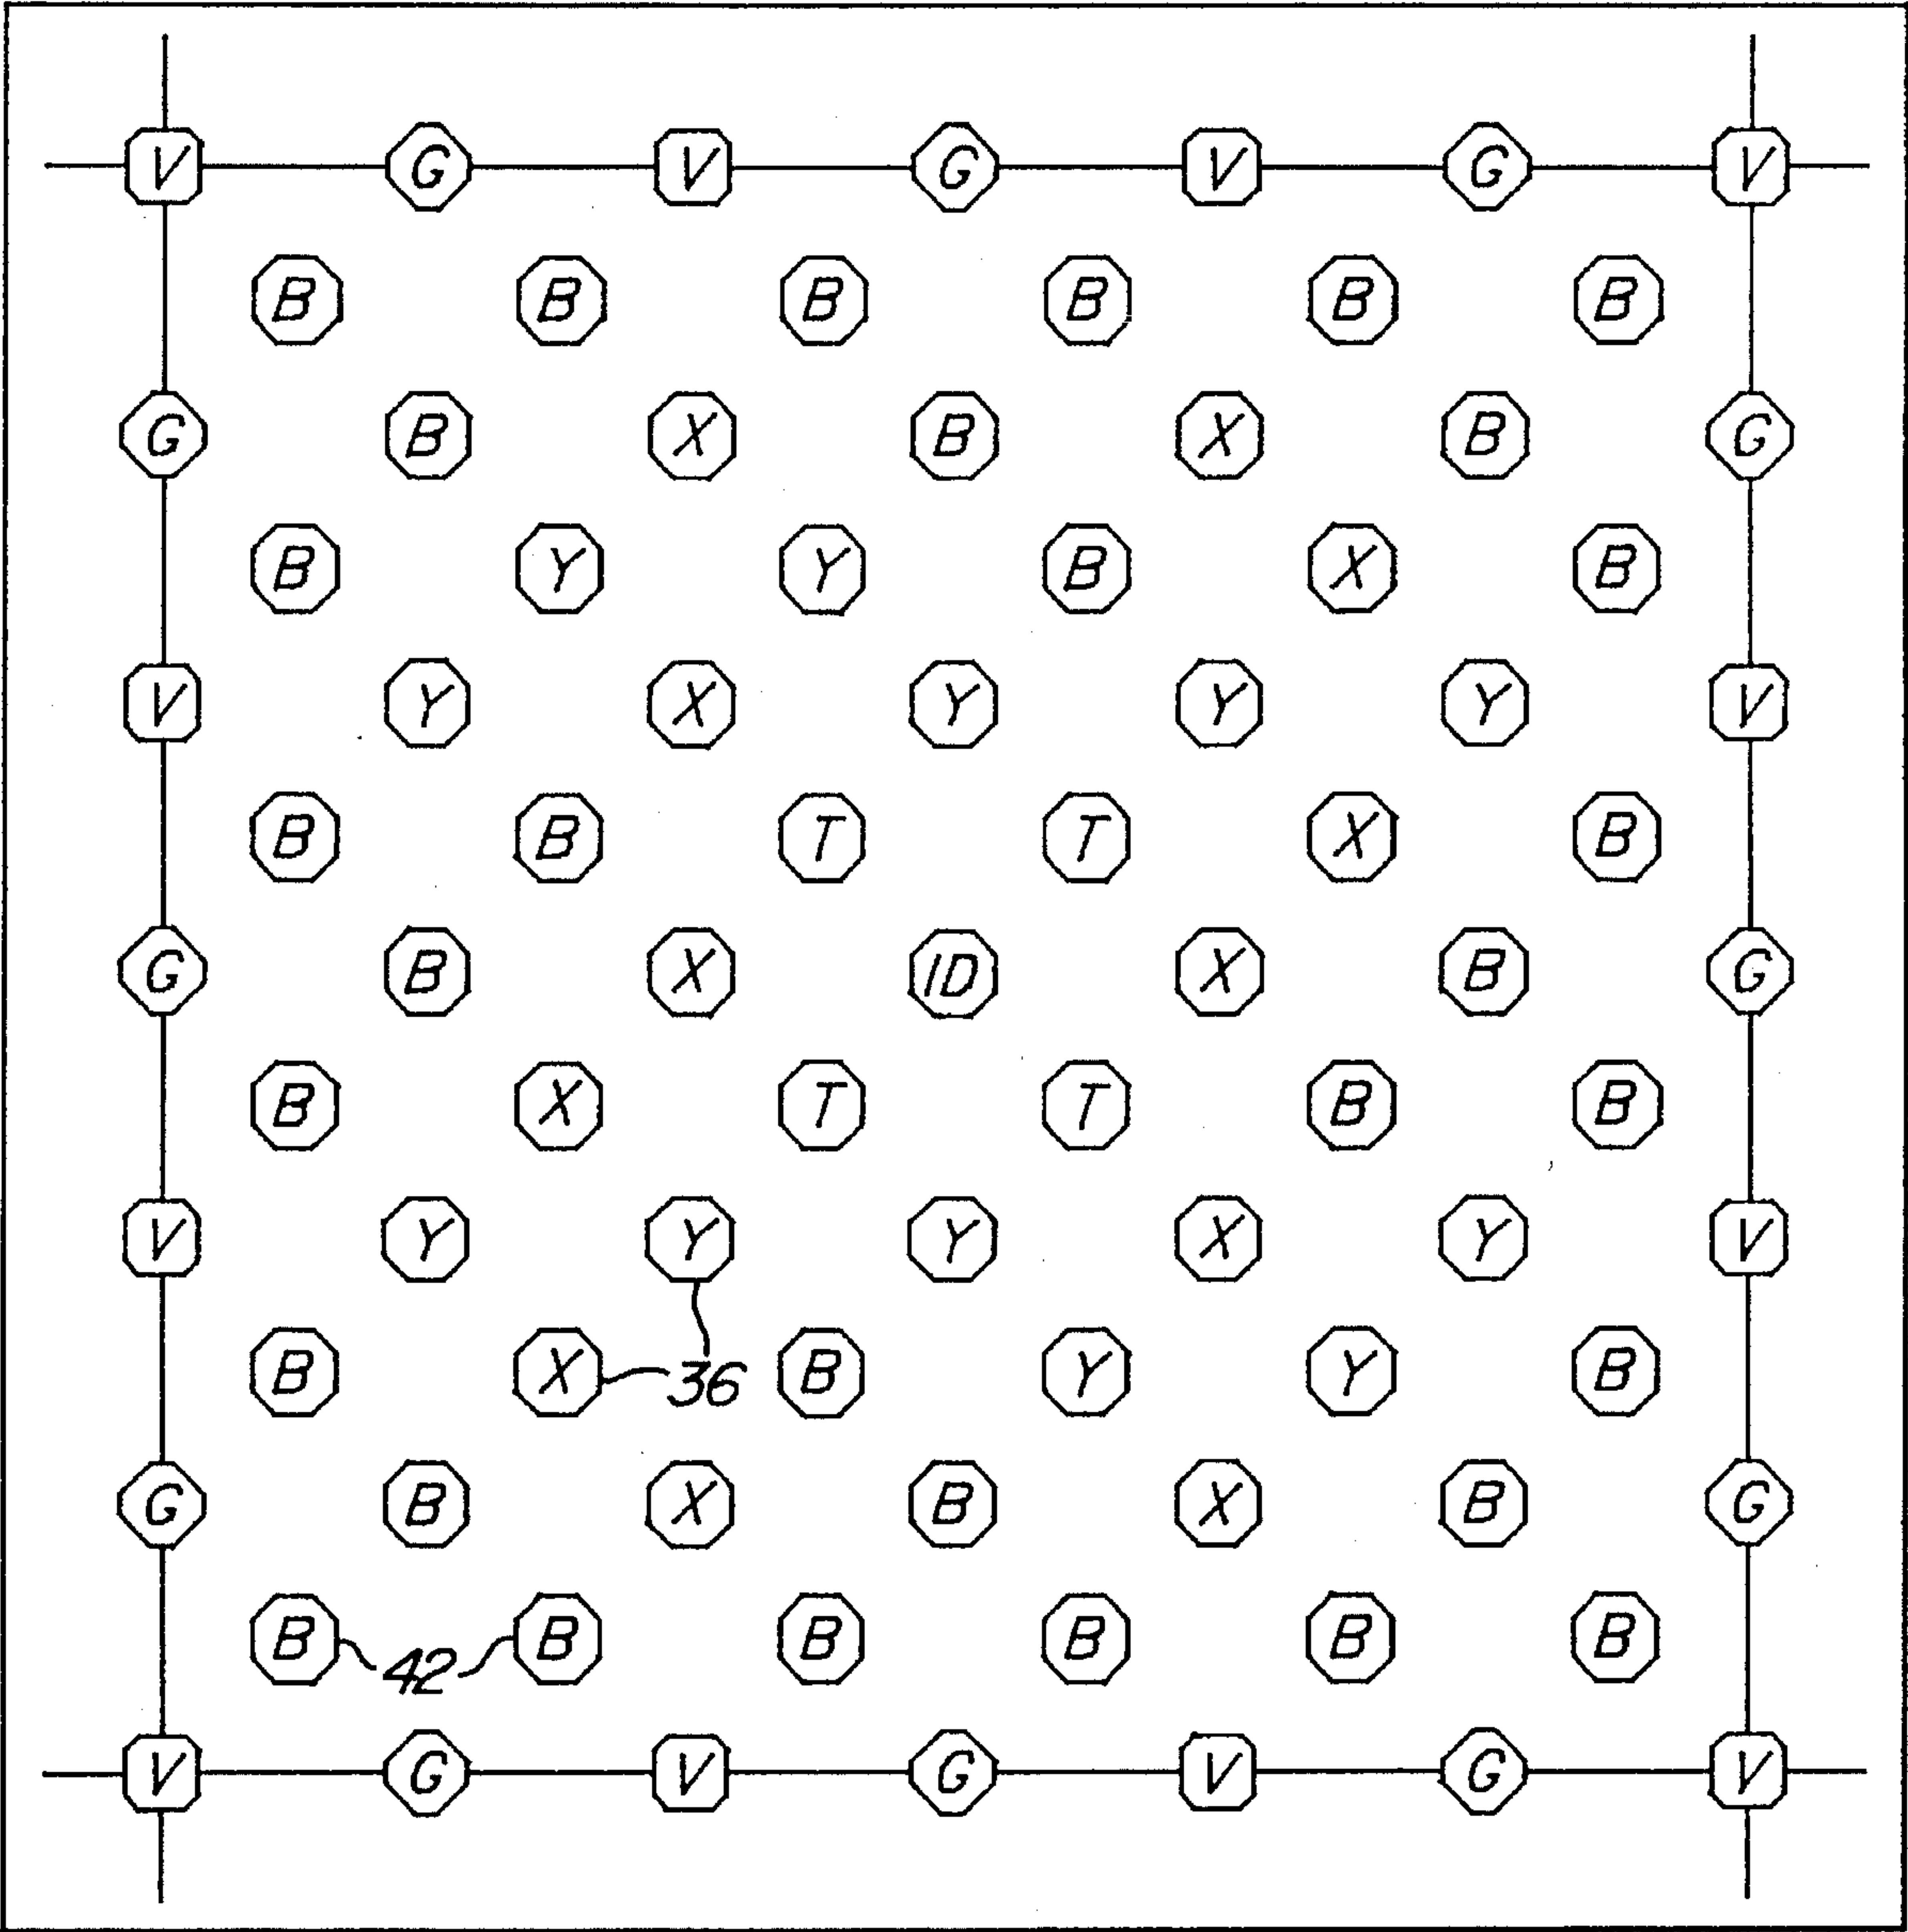 V G V G V G V
B B B B B B
G B X B X B G
B Y Y B X B
V Y X Y Y Y V
B B T T X B
G B X ID X B G
B X T T B B
V Y Y Y X Y V
B X 36 B Y Y B
G B X B X B G
B 42 B B B B B
V G V G V G V